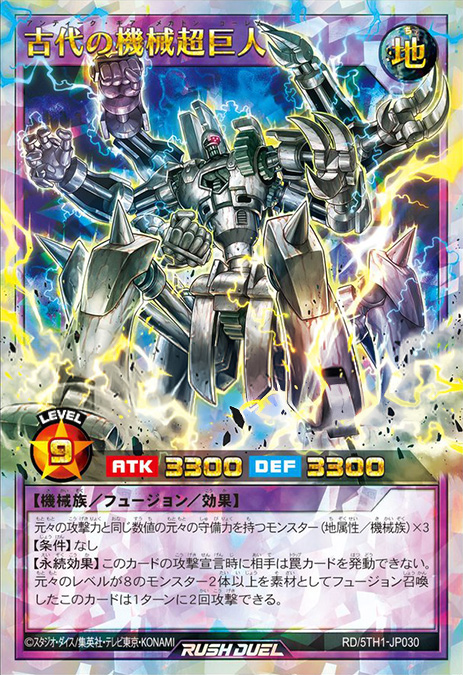 古代の機械超巨人
地
LEVEL
9
ATK 3300 DEF 3300
【機械族／フュージョン／効果】
元々の攻撃力と同じ数値の元々の守備力を持つモンスター(地属性／機械族)×3
【条件】なし
【永続効果】このカードの攻撃宣言時に相手は罠カードを発動できない。
元々のレベルが8のモンスター2体以上を素材としてフュージョン召喚
したこのカードは1ターンに2回攻撃できる。
©スタジオ・ダイス/集英社・テレビ東京・KONAMI
RUSH DUEL
RD/5TH1-JP030